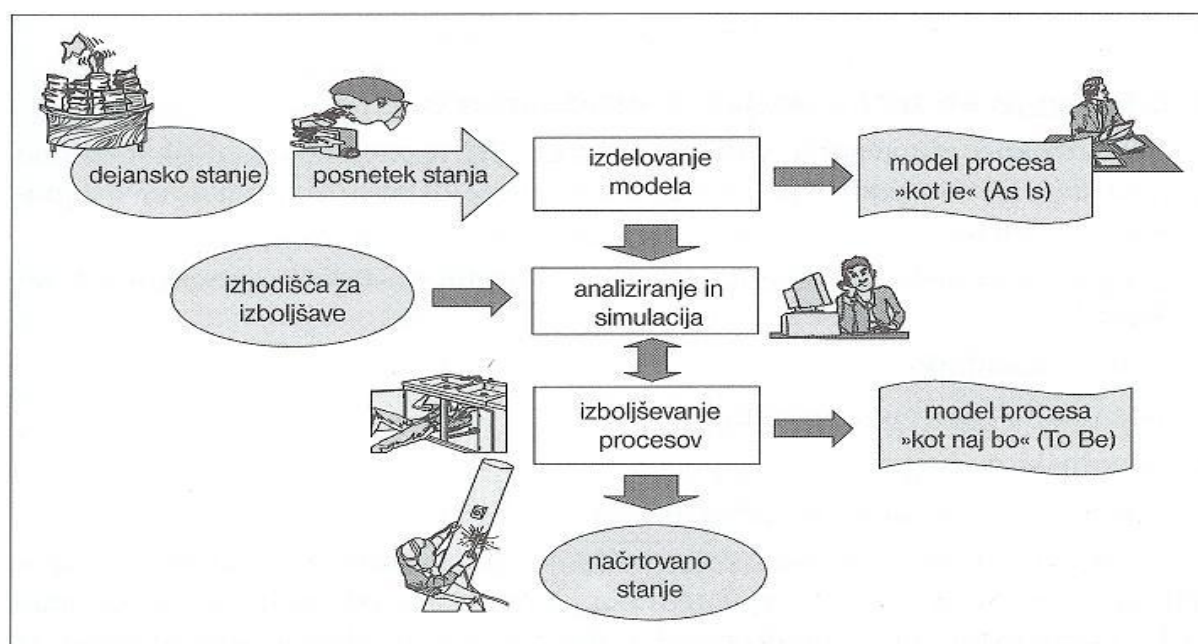 dejansko stanje
posnetek stanja
izdelovanje
modela
model procesa
»kot je« (As Is)
izhodišča za
izboljšave
analiziranje in
simulacija
izboljševanje
procesov
model procesa
»kot naj bo« (To Be)
načrtovano
stanje